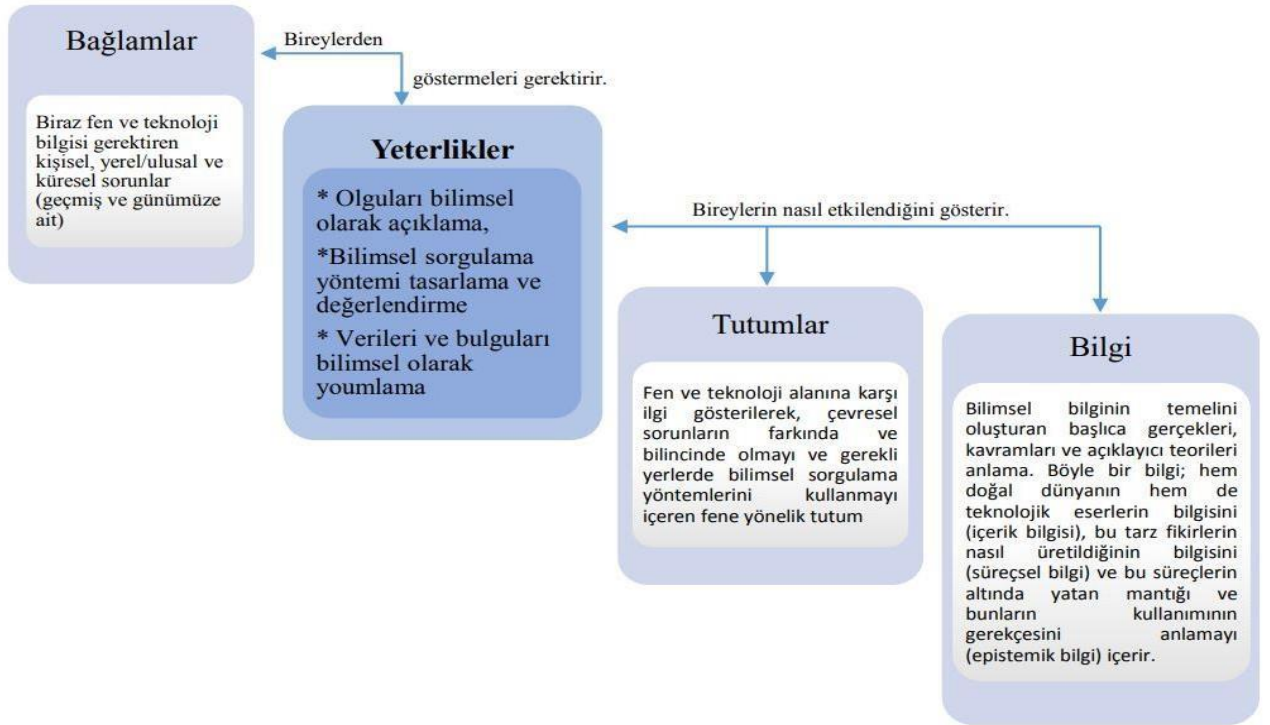 Bağlamlar
Biraz fen ve teknoloji
bilgisi gerektiren
kişisel, yerel/ulusal ve
küresel sorunlar
(geçmiş ve günümüze
ait)
Bireylerden
göstermeleri gerektirir.
Yeterlikler
* Olguları bilimsel
olarak açıklama,
*Bilimsel sorgulama
yöntemi tasarlama ve
değerlendirme
* Verileri ve bulguları
bilimsel olarak
youmlama
Bireylerin nasıl etkilendiğini gösterir.
Tutumlar
Fen ve teknoloji alanına karşı
ilgi gösterilerek, çevresel
sorunların farkında ve
bilincinde olmayı ve gerekli
yerlerde bilimsel sorgulama
yöntemlerini kullanmayı
içeren fene yönelik tutum
Bilgi
Bilimsel bilginin temelini
oluşturan başlıca gerçekleri,
kavramları ve açıklayıcı teorileri
anlama. Böyle bir bilgi; hem
doğal dünyanın hem de
teknolojik eserlerin bilgisini
(içerik bilgisi), bu tarz fikirlerin
nasıl üretildiğinin bilgisini
(süreçsel bilgi) ve bu süreçlerin
altında yatan mantığı ve
bunların kullanımının
gerekçesini anlamayı
(epistemik bilgi) içerir.